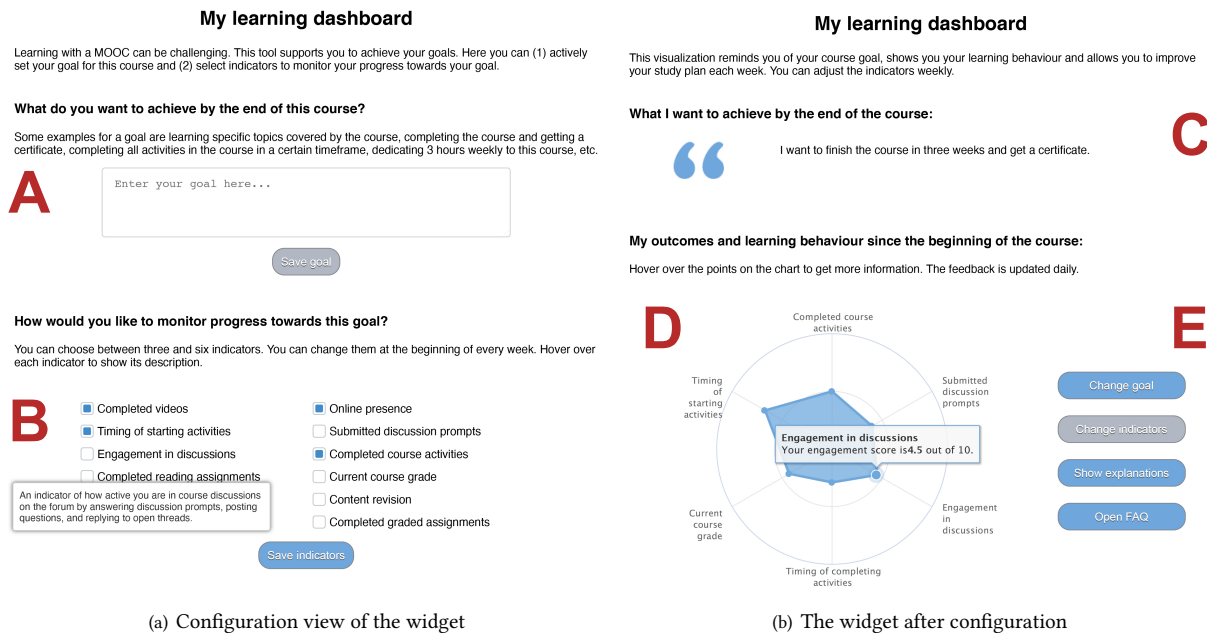 My learning dashboard
Learning with a MOOC can be challenging. This tool supports you to achieve your goals. Here you can (1) actively
set your goal for this course and (2) select indicators to monitor your progress towards your goal.
What do you want to achieve by the end of this course?
Some examples for a goal are learning specific topics covered by the course, completing the course and getting a
certificate, completing all activities in the course in a certain timeframe, dedicating 3 hours weekly to this course, etc.
A
Enter your goal here...
Save goal
How would you like to monitor progress towards this goal?
You can choose between three and six indicators. You can change them at the beginning of every week. Hover over
each indicator to show its description.
B
Completed videos
Online presence
Timing of starting activities
Submitted discussion prompts
Engagement in discussions
Completed course activities
Completed reading assignments
Current course grade
An indicator of how active you are in course discussions
on the forum by answering discussion prompts, posting
questions, and replying to open threads.
Content revision
Completed graded assignments
Save indicators
(a) Configuration view of the widget
My learning dashboard
This visualization reminds you of your course goal, shows you your learning behaviour and allows you to improve
your study plan each week. You can adjust the indicators weekly.
What I want to achieve by the end of the course:
C
“
I want to finish the course in three weeks and get a certificate.
My outcomes and learning behaviour since the beginning of the course:
Hover over the points on the chart to get more information. The feedback is updated daily.
D
Completed course
activities
Submitted
discussion
prompts
Timing
of
starting
activities
Engagement in discussions
Your engagement score is4.5 out of 10.
Current
course
grade
Engagement
in
discussions
Timing of completing
activities
E
Change goal
Change indicators
Show explanations
Open FAQ
(b) The widget after configuration